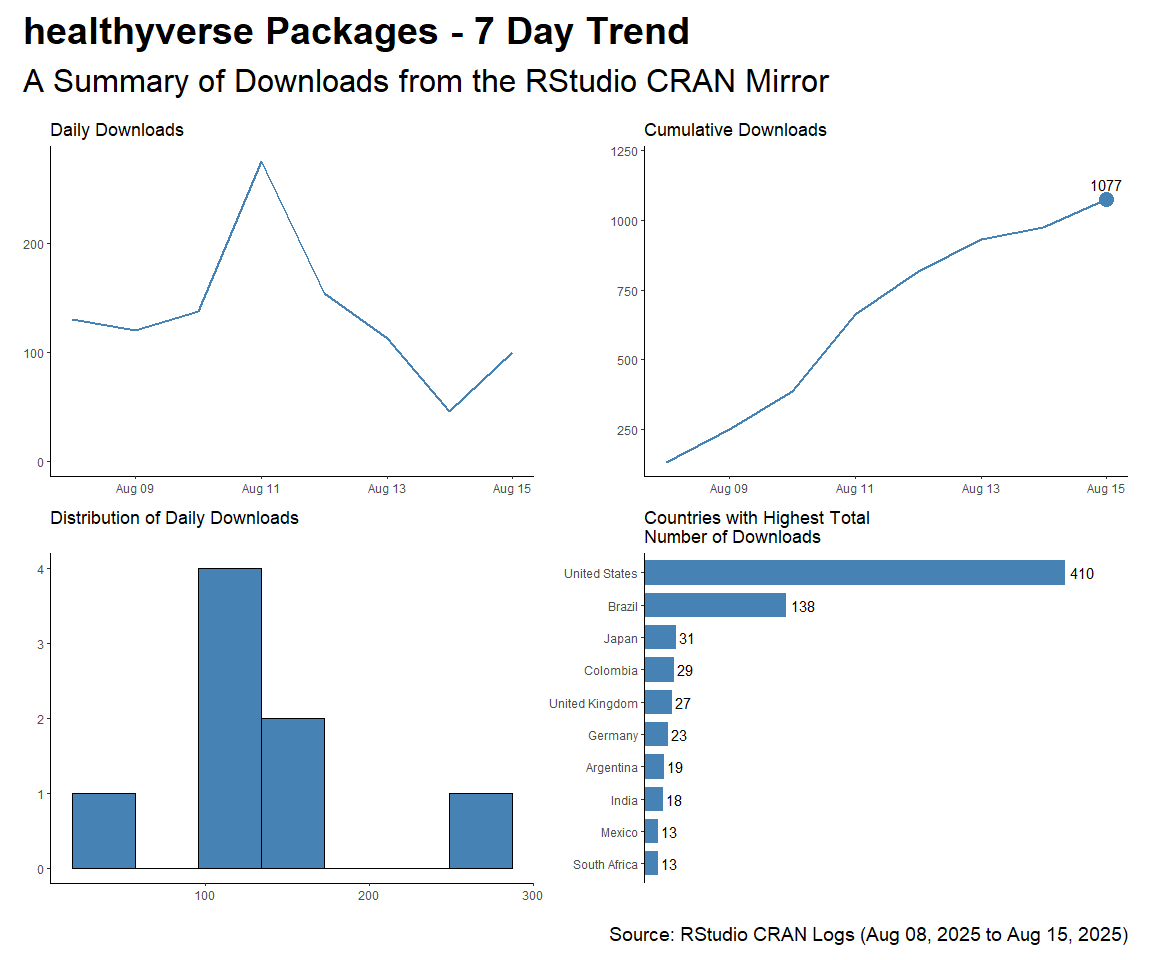 healthyverse Packages - 7 Day Trend
A Summary of Downloads from the RStudio CRAN Mirror
Daily Downloads
200
100
0
Aug 09
Aug 11
Aug 13
Aug 15
Cumulative Downloads
1250
1000
750
500
250
1077
Aug 09
Aug 11
Aug 13
Aug 15
Distribution of Daily Downloads
4
3
2
1
0
100
200
300
Countries with Highest Total
Number of Downloads
United States 410
Brazil 138
Japan 31
Colombia 29
United Kingdom 27
Germany 23
Argentina 19
India 18
Mexico 13
South Africa 13
Source: RStudio CRAN Logs (Aug 08, 2025 to Aug 15, 2025)